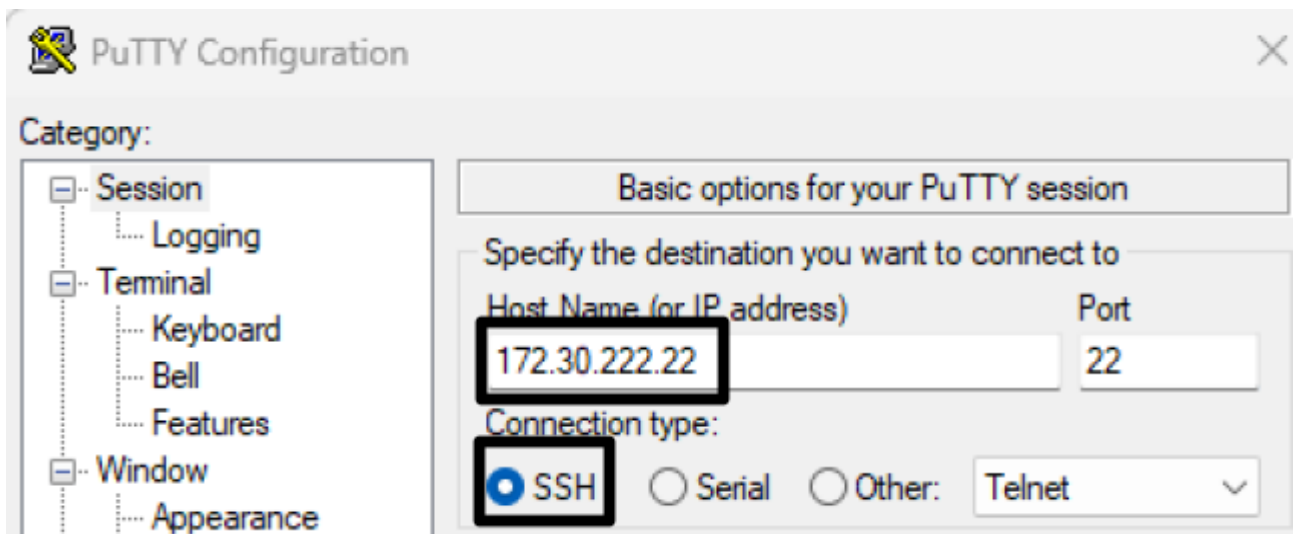 PuTTY Configuration
Category:
Session
Logging
Terminal
Keyboard
Bell
Features
Window
Appearance
Basic options for your PuTTY session
Specify the destination you want to connect to
Host Name (or IP address)
Port
172.30.222.22
22
Connection type:
SSH
Serial
Other:
Telnet